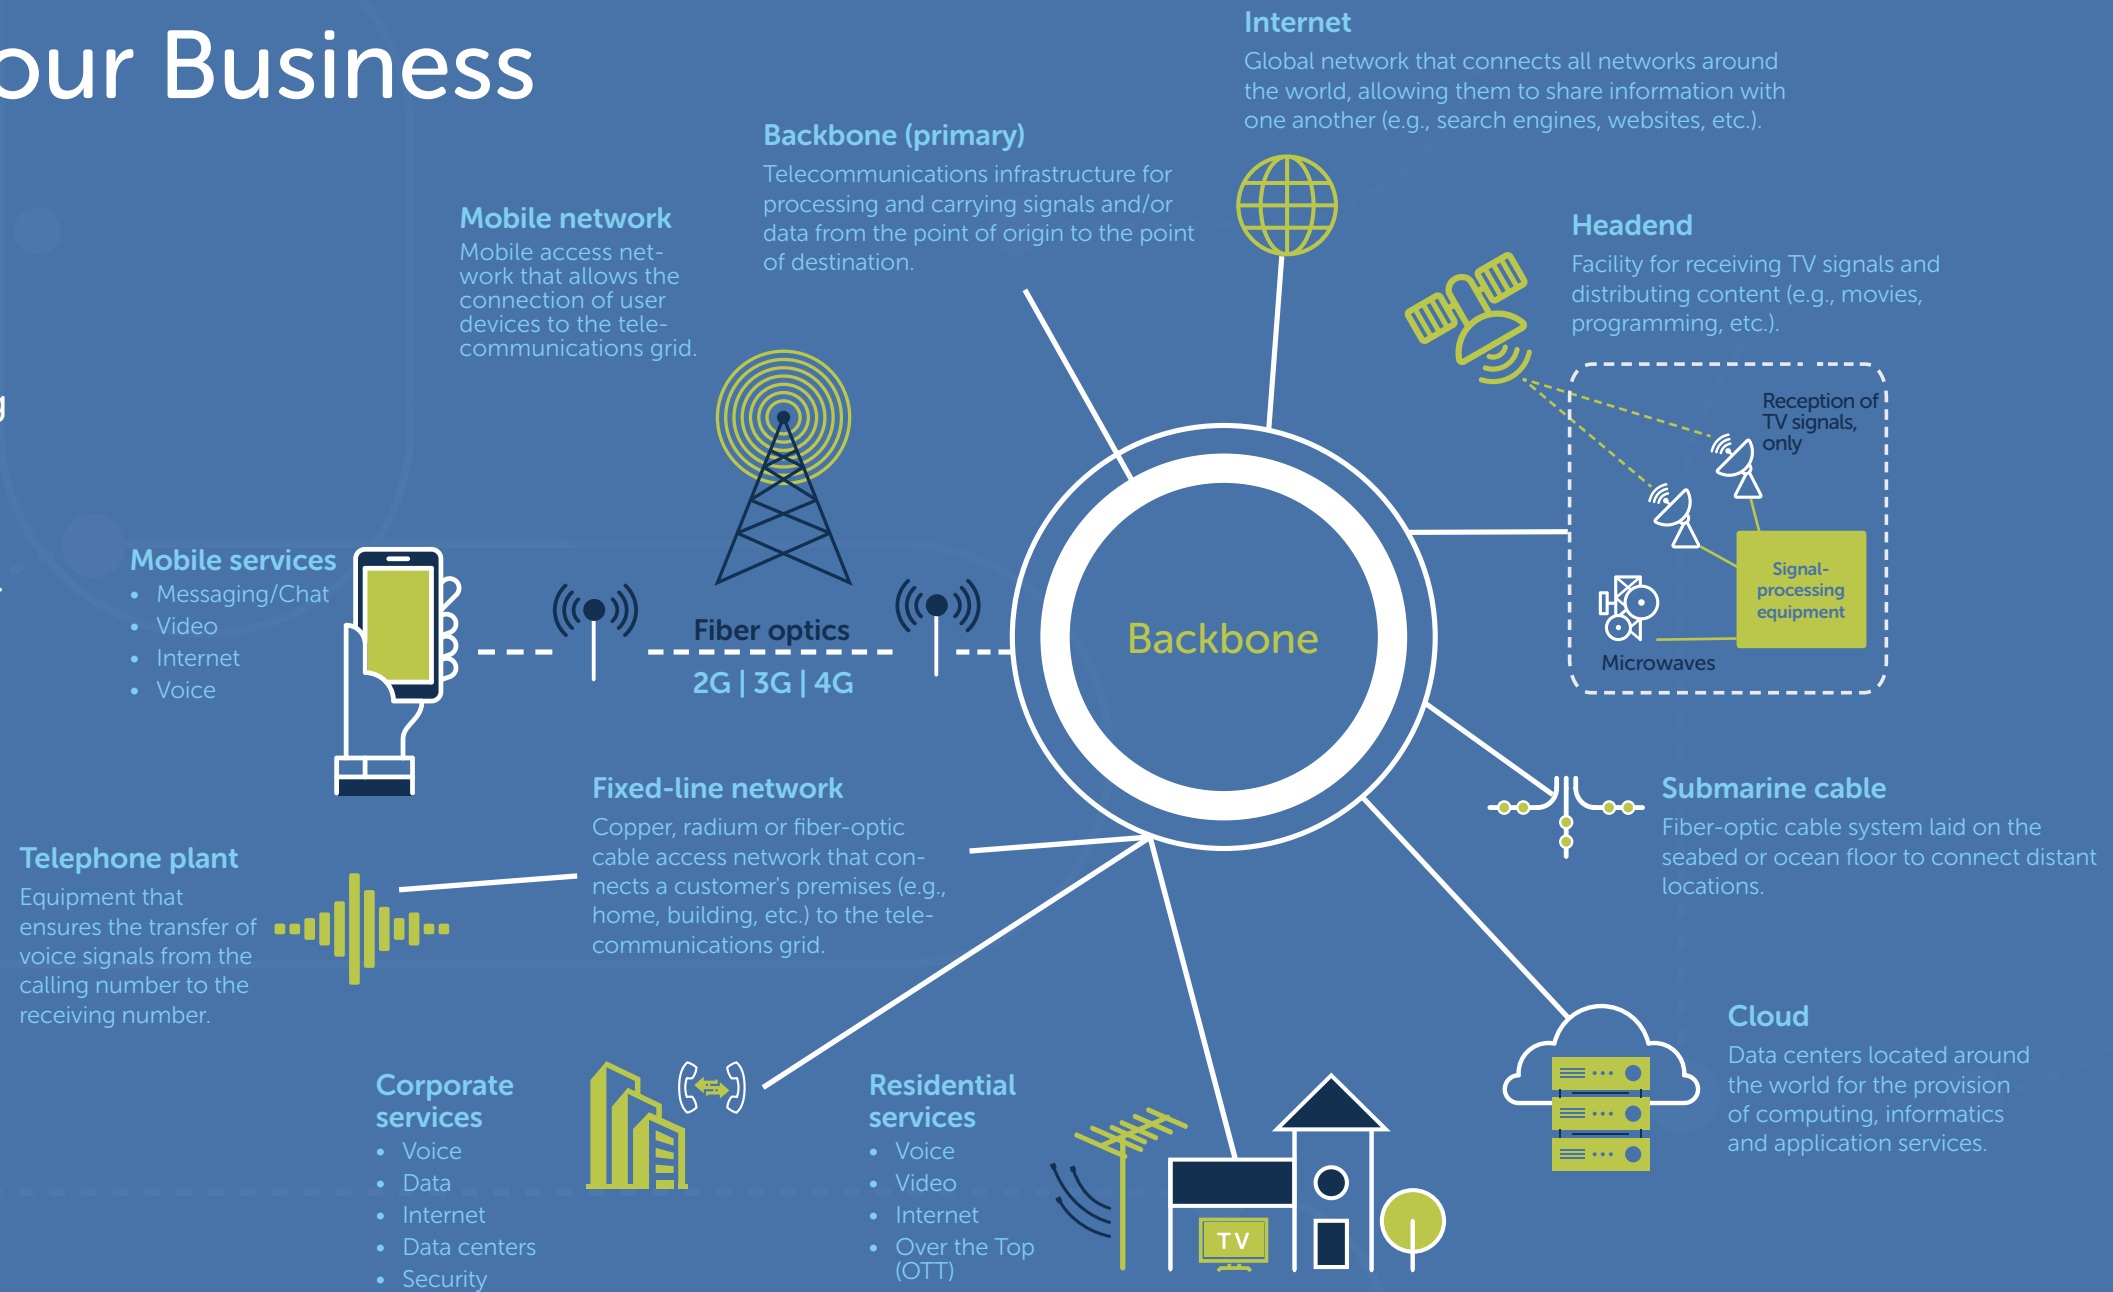 our Business
Internet
Global network that connects all networks around
the world, allowing them to share information with
one another (e.g., search engines, websites, etc.).
Backbone (primary)
Telecommunications infrastructure for
processing and carrying signals and/or
data from the point of origin to the point
of destination.
Mobile network
Mobile access net-
work that allows the
connection of user
devices to the tele-
communications grid.
Headend
Facility for receiving TV signals and
distributing content (e.g., movies,
programming, etc.).
Reception of
TV signals,
only
Signal-
processing
equipment
Microwaves
g
Mobile services
• Messaging/Chat
• Video
• Internet
• Voice
Fiber optics
2G | 3G | 4G
Backbone
Fixed-line network
Copper, radium or fiber-optic
cable access network that con-
nects a customer's premises (e.g.,
home, building, etc.) to the tele-
communications grid.
Submarine cable
Fiber-optic cable system laid on the
seabed or ocean floor to connect distant
locations.
Telephone plant
Equipment that
ensures the transfer of
voice signals from the
calling number to the
receiving number.
Cloud
Data centers located around
the world for the provision
of computing, informatics
and application services.
Corporate
services
• Voice
• Data
• Internet
• Data centers
• Security
Residential
services
• Voice
• Video
• Internet
• Over the Top
(OTT)
TV